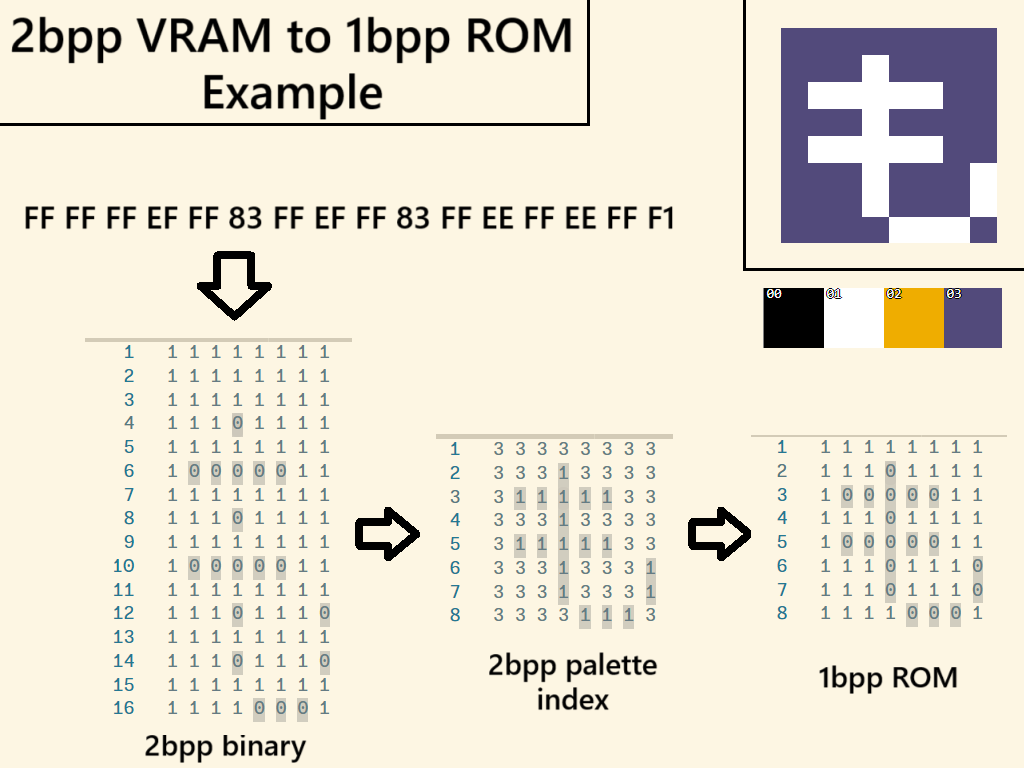 2bpp VRAM to 1bpp ROM
Example
FF FF FF EF FF 83 FF EF FF 83 FF EE FF EE FF F1
00 01 02 03
1 1 1 1 1 1 1 1 1
2 1 1 1 1 1 1 1 1
3 1 1 1 1 1 1 1 1
4 1 1 1 0 1 1 1 1
5 1 1 1 1 1 1 1 1
6 1 0 0 0 0 0 1 1
7 1 1 1 1 1 1 1 1
8 1 1 1 0 1 1 1 1
9 1 1 1 1 1 1 1 1
10 1 0 0 0 0 0 1 1
11 1 1 1 1 1 1 1 1
12 1 1 1 0 1 1 1 0
13 1 1 1 1 1 1 1 1
14 1 1 1 0 1 1 1 0
15 1 1 1 1 1 1 1 1
16 1 1 1 1 0 0 0 1
2bpp binary
1 3 3 3 3 3 3 3 3
2 3 3 3 1 3 3 3 3
3 3 1 1 1 1 1 3 3
4 3 3 3 1 3 3 3 3
5 3 1 1 1 1 1 3 3
6 3 3 3 1 3 3 3 1
7 3 3 3 1 3 3 3 1
8 3 3 3 3 1 1 1 3
2bpp palette
index
1 1 1 1 1 1 1 1 1
2 1 1 1 0 1 1 1 1
3 1 0 0 0 0 0 1 1
4 1 1 1 0 1 1 1 1
5 1 0 0 0 0 0 1 1
6 1 1 1 0 1 1 1 0
7 1 1 1 0 1 1 1 0
8 1 1 1 1 0 0 0 1
1bpp ROM